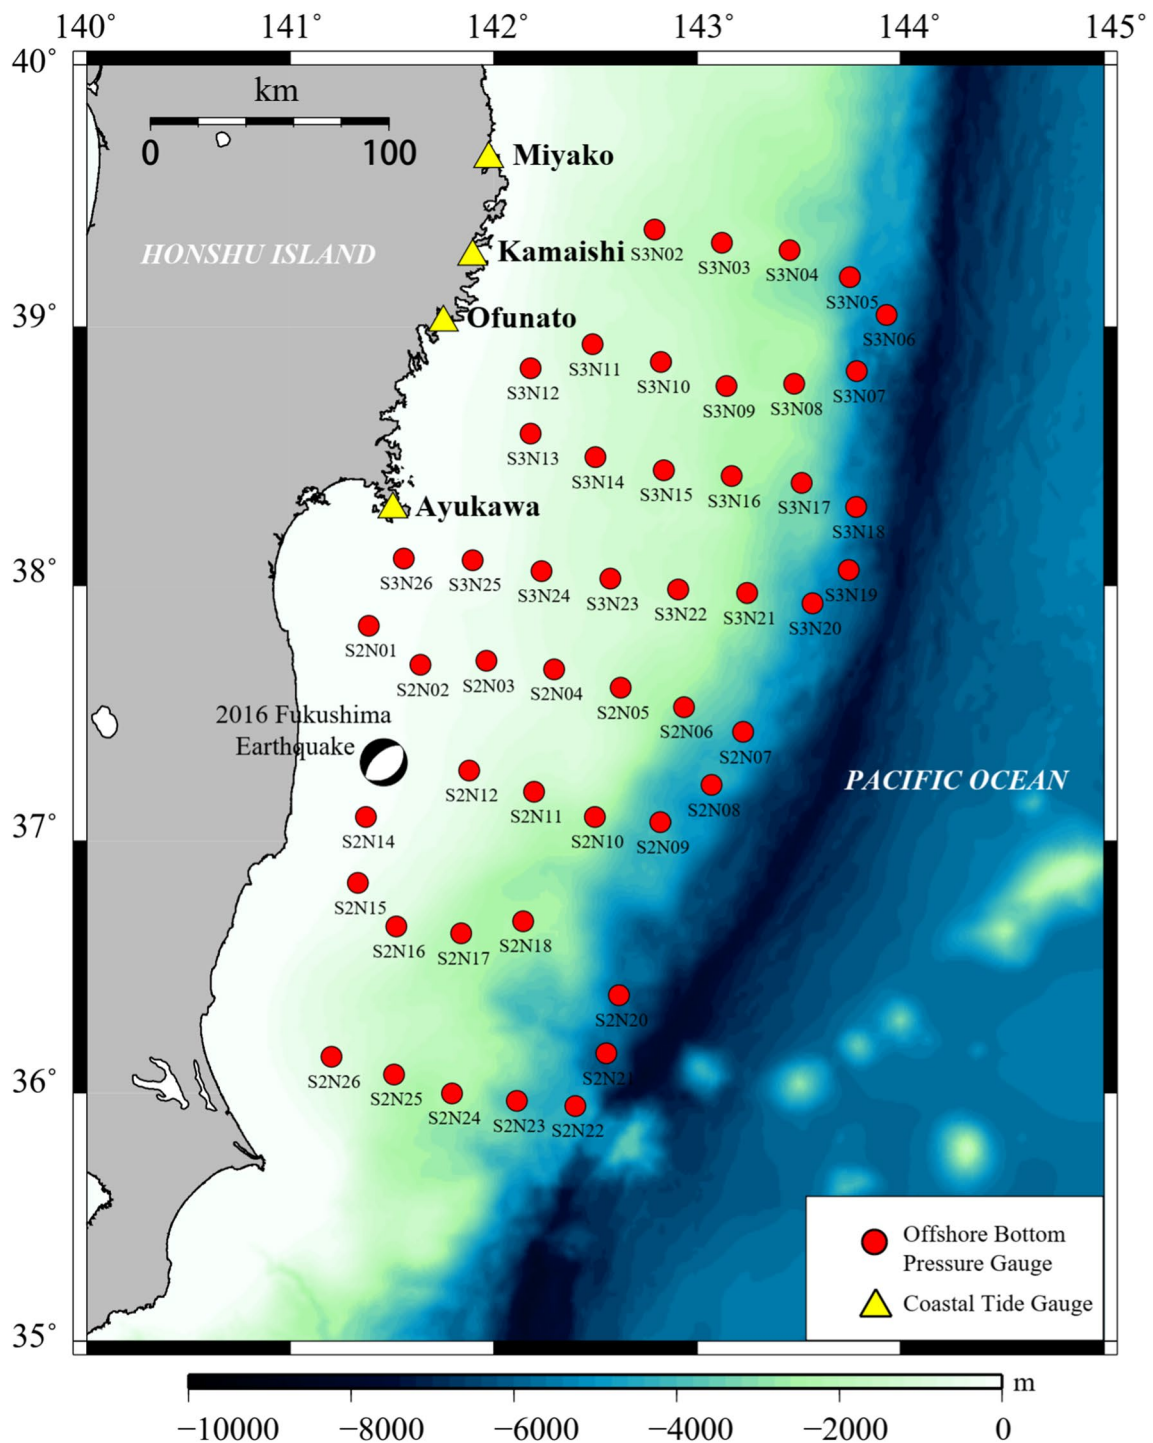 140° 141° 142° 143° 144° 145°
40°
km
0 100
Miyako
HONSHU ISLAND
Kamaishi
S3N02
S3N03
S3N04
S3N05
39°
Ofunato
S3N06
S3N11
S3N10
S3N12
S3N09
S3N08
S3N07
S3N13
S3N14
S3N15
S3N16
S3N17
Ayukawa
S3N18
38°
S3N26
S3N25
S3N24
S3N23
S3N22
S3N21
S3N20
S3N19
S2N01
S2N02
S2N03
S2N04
S2N05
S2N06
S2N07
2016 Fukushima
Earthquake
PACIFIC OCEAN
S2N12
S2N11
S2N10
S2N09
S2N08
37°
S2N14
S2N15
S2N16
S2N17
S2N18
S2N20
36°
S2N21
S2N26
S2N25
S2N24
S2N23
S2N22
Offshore Bottom
Pressure Gauge
Coastal Tide Gauge
35°
m
−10000 −8000 −6000 −4000 −2000 0